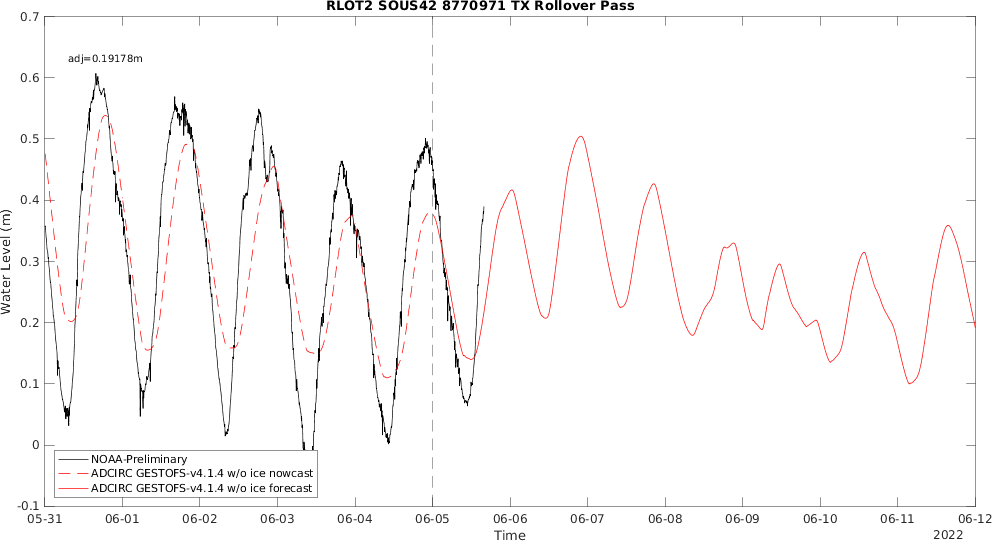 RLOT2 SOUS42 8770971 TX Rollover Pass
0.7
0.6
0.5
0.4
0.3
0.2
0.1
0
-0.1
Water Level (m)
adj=0.19178m
NOAA-Preliminary
ADCIRC GESTOFS-v4.1.4 w/o ice nowcast
ADCIRC GESTOFS-v4.1.4 w/o ice forecast
05-31 06-01 06-02 06-03 06-04 06-05 06-06 06-07 06-08 06-09 06-10 06-11 06-12
Time
2022